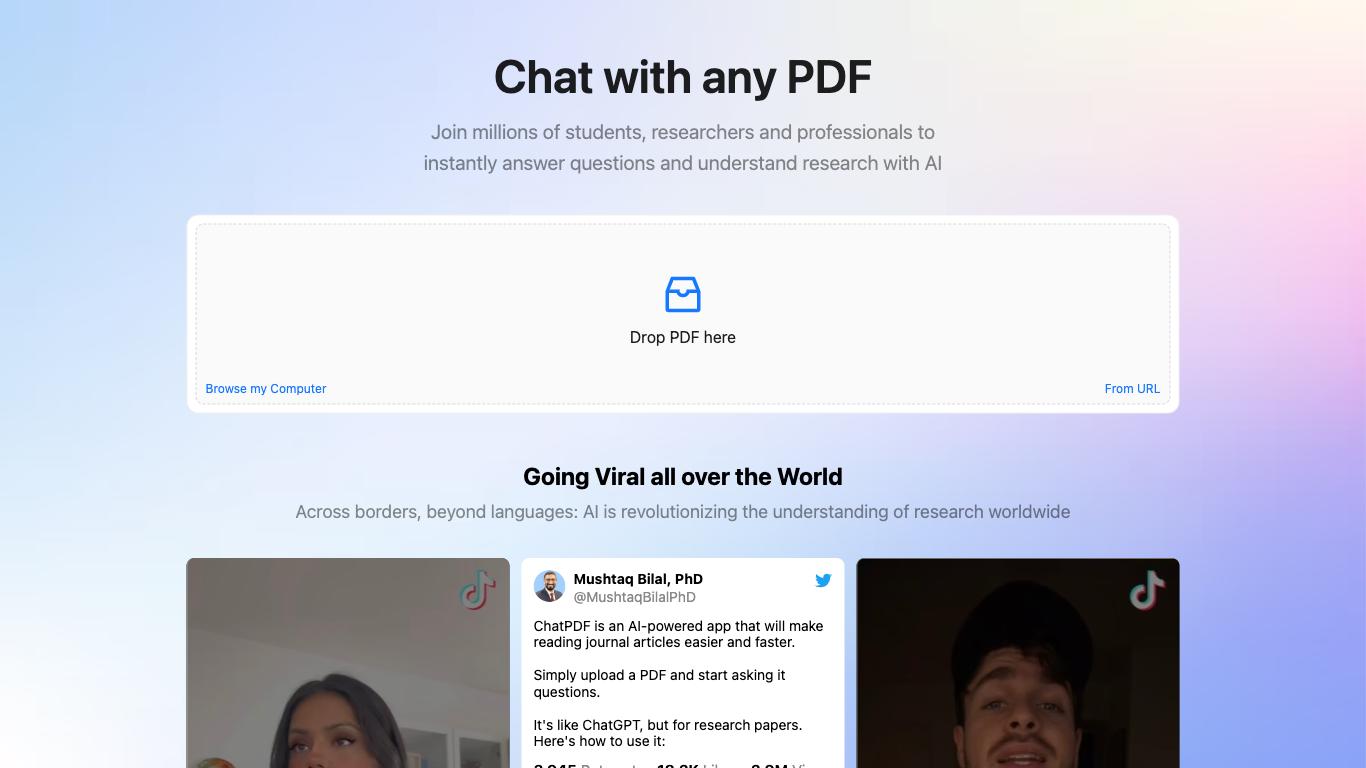 Chat with any PDF
Join millions of students, researchers and professionals to
instantly answer questions and understand research with AI
Drop PDF here
Browse my Computer
From URL
Going Viral all over the World
Across borders, beyond languages: AI is revolutionizing the understanding of research worldwide
Mushtaq Bilal, PhD
@MushtaqBilalPhD
ChatPDF is an AI-powered app that will make
reading journal articles easier and faster.
Simply upload a PDF and start asking it
questions.
It's like ChatGPT, but for research papers.
Here's how to use it: